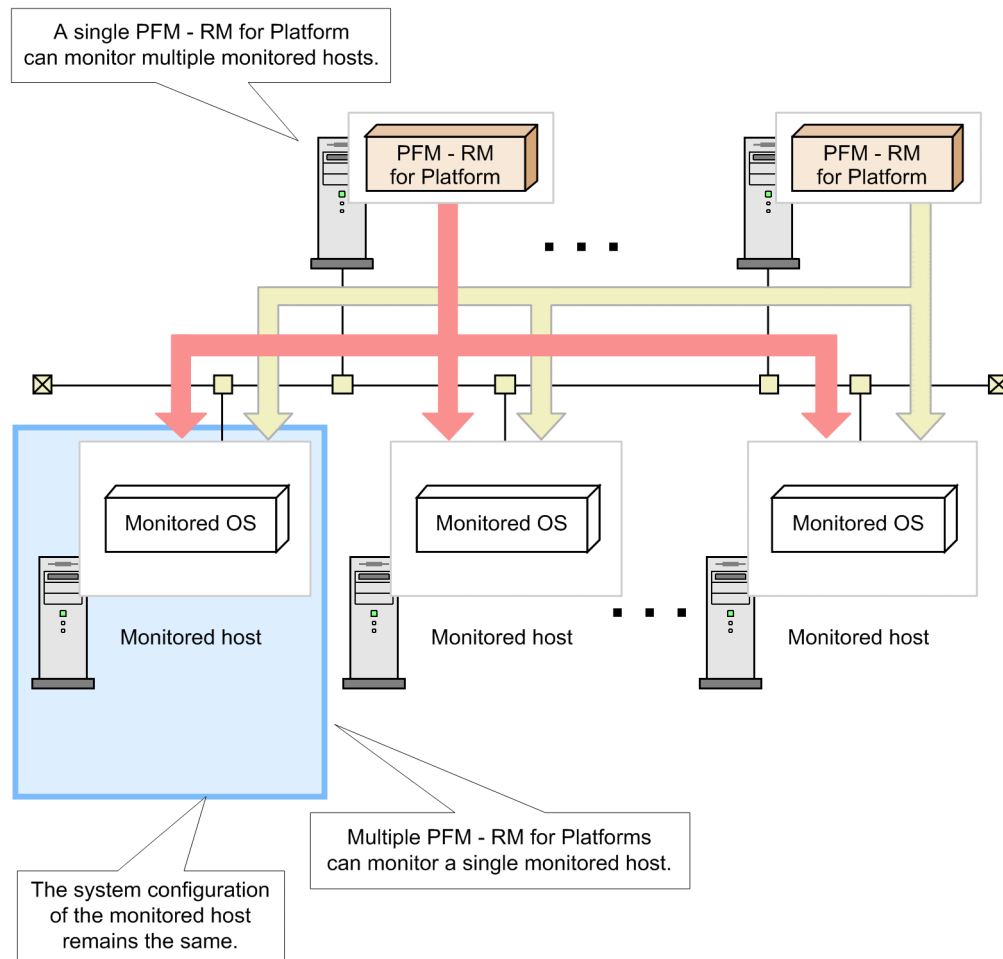 A single PFM - RM for Platform
can monitor multiple monitored hosts.
PFM - RM
for Platform
PFM - RM
for Platform
Monitored OS
Monitored OS
Monitored OS
Monitored host
Monitored host
Monitored host
Multiple PFM - RM for Platforms
can monitor a single monitored host.
The system configuration
of the monitored host
remains the same.